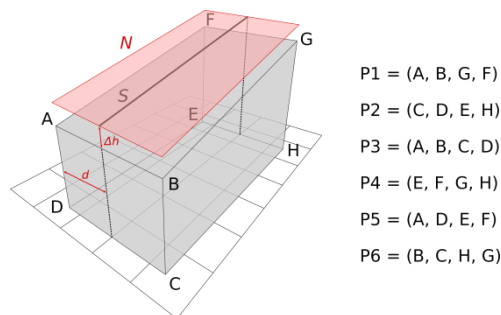 F
N
G
S
A
E
Δh
H
d
B
D
C
P1 = (A, B, G, F)
P2 = (C, D, E, H)
P3 = (A, B, C, D)
P4 = (E, F, G, H)
P5 = (A, D, E, F)
P6 = (B, C, H, G)